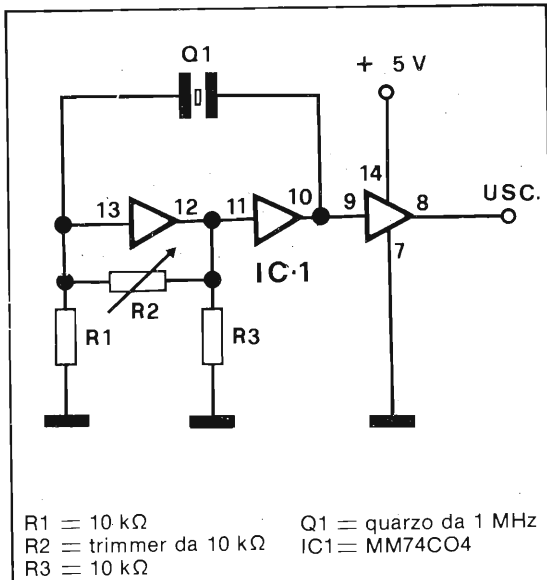 Q1
+ 5 V
14
13
12
11
10
9
8
USC.
7
IC·1
R2
R1
R3
R1 = 10 kΩ
R2 = trimmer da 10 kΩ
R3 = 10 kΩ
Q1 = quarzo da 1 MHz
IC1 = MM74CO4